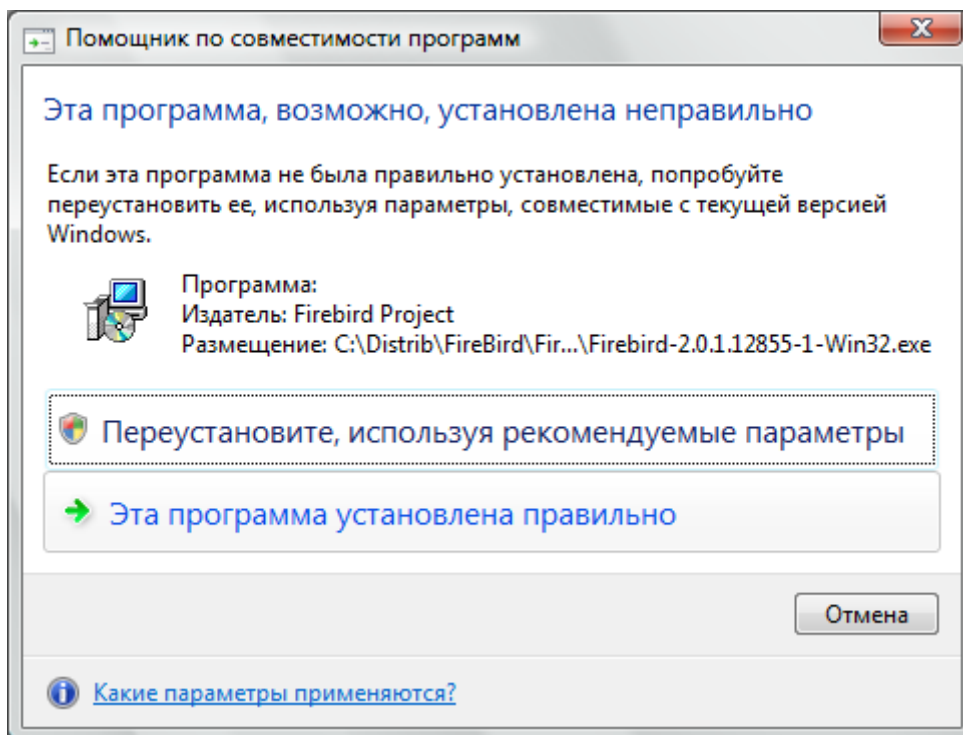 Помощник по совместимости программ
Эта программа, возможно, установлена неправильно
Если эта программа не была правильно установлена, попробуйте
переустановить ее, используя параметры, совместимые с текущей версией
Windows.
Программа:
Издатель: Firebird Project
Размещение: C:\Distrib\FireBird\Fir...\Firebird-2.0.1.12855-1-Win32.exe
Переустановите, используя рекомендуемые параметры
Эта программа установлена правильно
Отмена
Какие параметры применяются?